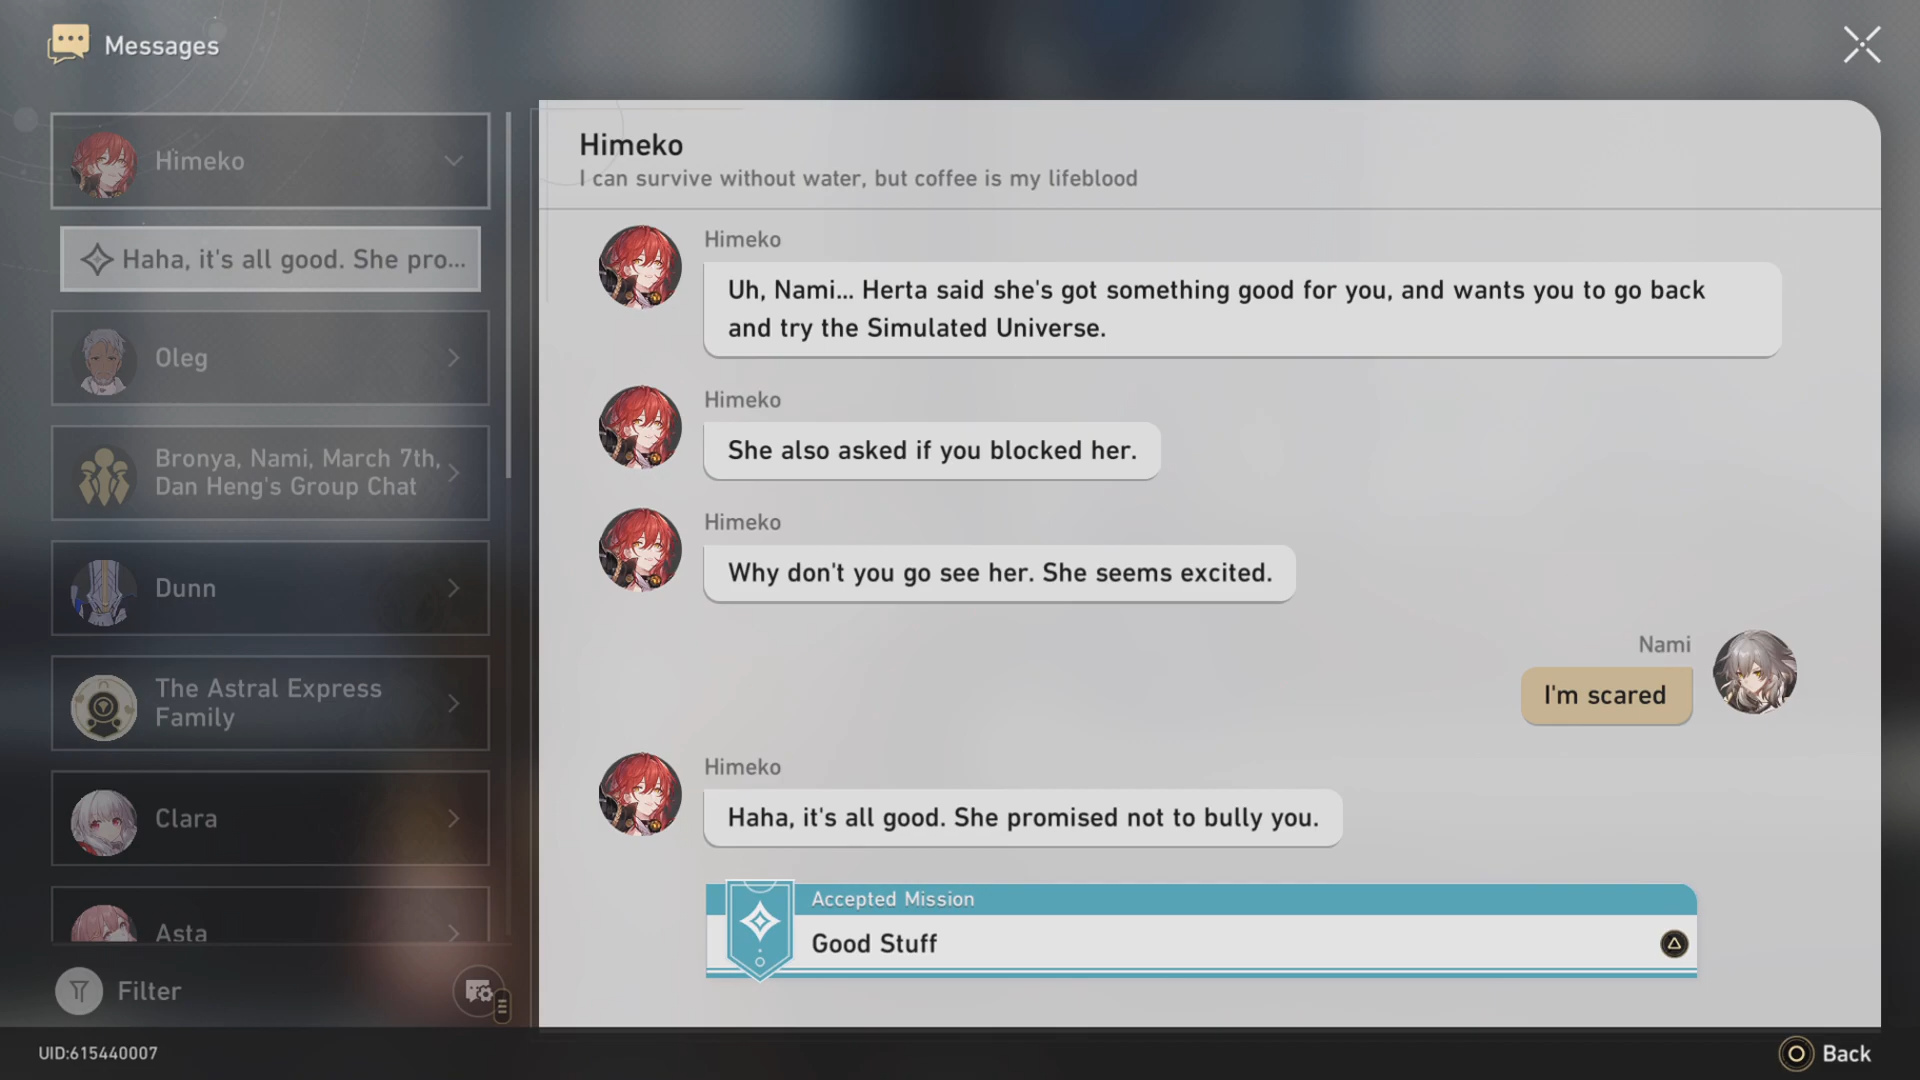 Messages
Himeko
Haha, it's all good. She pro...
Oleg
Bronya, Nami, March 7th,
Dan Heng's Group Chat
Dunn
The Astral Express
Family
Clara
Asta
Filter
Himeko
I can survive without water, but coffee is my lifeblood
Himeko
Uh, Nami... Herta said she's got something good for you, and wants you to go back
and try the Simulated Universe.
Himeko
She also asked if you blocked her.
Himeko
Why don't you go see her. She seems excited.
Nami
I'm scared
Himeko
Haha, it's all good. She promised not to bully you.
Accepted Mission
Good Stuff
UID:615440007
Back